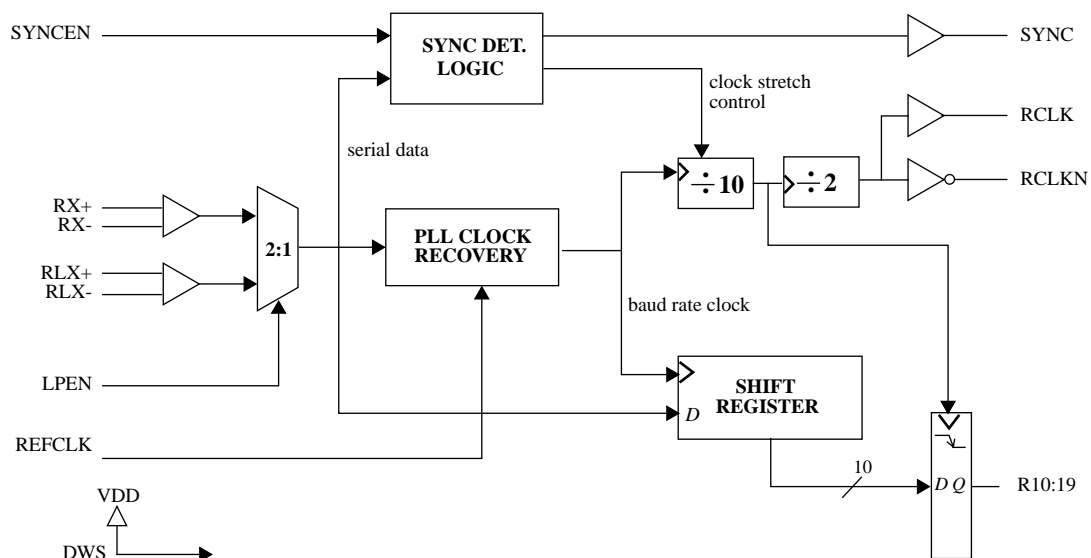 SYNCEN
SYNC DET.
LOGIC
SYNC
clock stretch
control
RCLK
serial data
÷ 10
÷ 2
RCLKN
RX+
RX-
2:1
PLL CLOCK
RECOVERY
RLX+
RLX-
baud rate clock
LPEN
SHIFT
REGISTER
D
REFCLK
10
D Q
R10:19
VDD
DWS